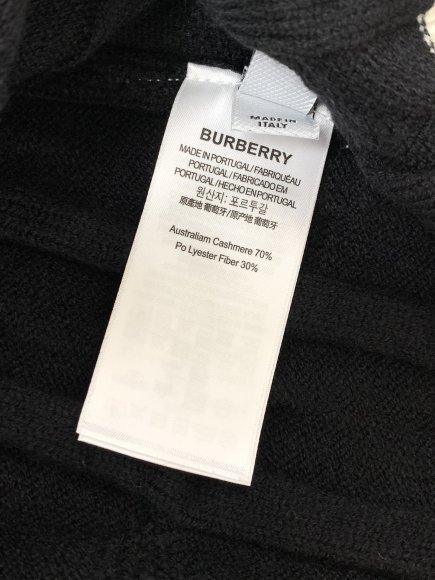 MADE IN
ITALY
BURBERRY
MADE IN PORTUGAL/FABRIQUÉAU
PORTUGAL/FABRICADO EM
PORTUGAL/HECHO EN PORTUGAL
원산지: 포르투갈
原產地 葡萄牙/原产地 葡萄牙
Australiam Cashmere 70%
Po Lyester Fiber 30%